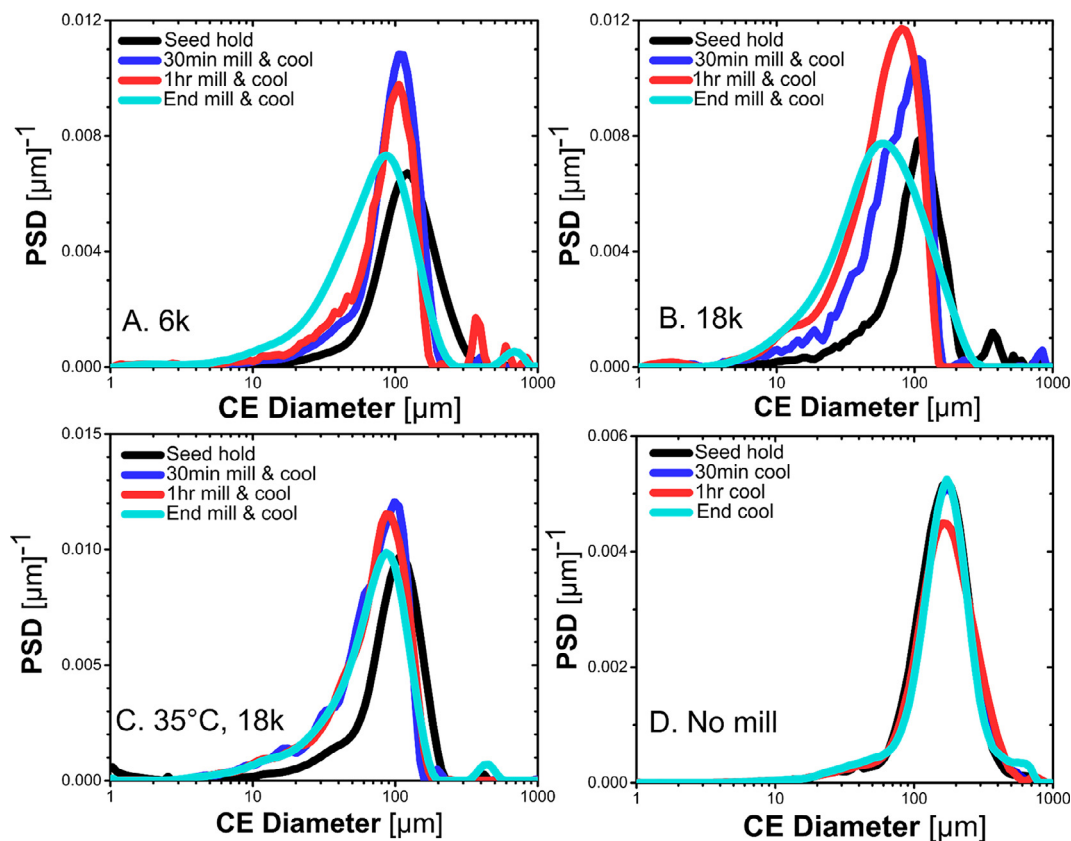 0.012
0.008
0.004
0.000
PSD [µm]⁻¹
Seed hold
30min mill & cool
1hr mill & cool
End mill & cool
A. 6k
1 10 100 1000
CE Diameter [µm]
0.012
0.008
0.004
0.000
PSD [µm]⁻¹
Seed hold
30min mill & cool
1hr mill & cool
End mill & cool
B. 18k
1 10 100 1000
CE Diameter [µm]
0.015
0.010
0.005
0.000
PSD [µm]⁻¹
Seed hold
30min mill & cool
1hr mill & cool
End mill & cool
C. 35°C, 18k
1 10 100 1000
CE Diameter [µm]
0.006
0.004
0.002
0.000
PSD [µm]⁻¹
Seed hold
30min cool
1hr cool
End cool
D. No mill
1 10 100 1000
CE Diameter [µm]